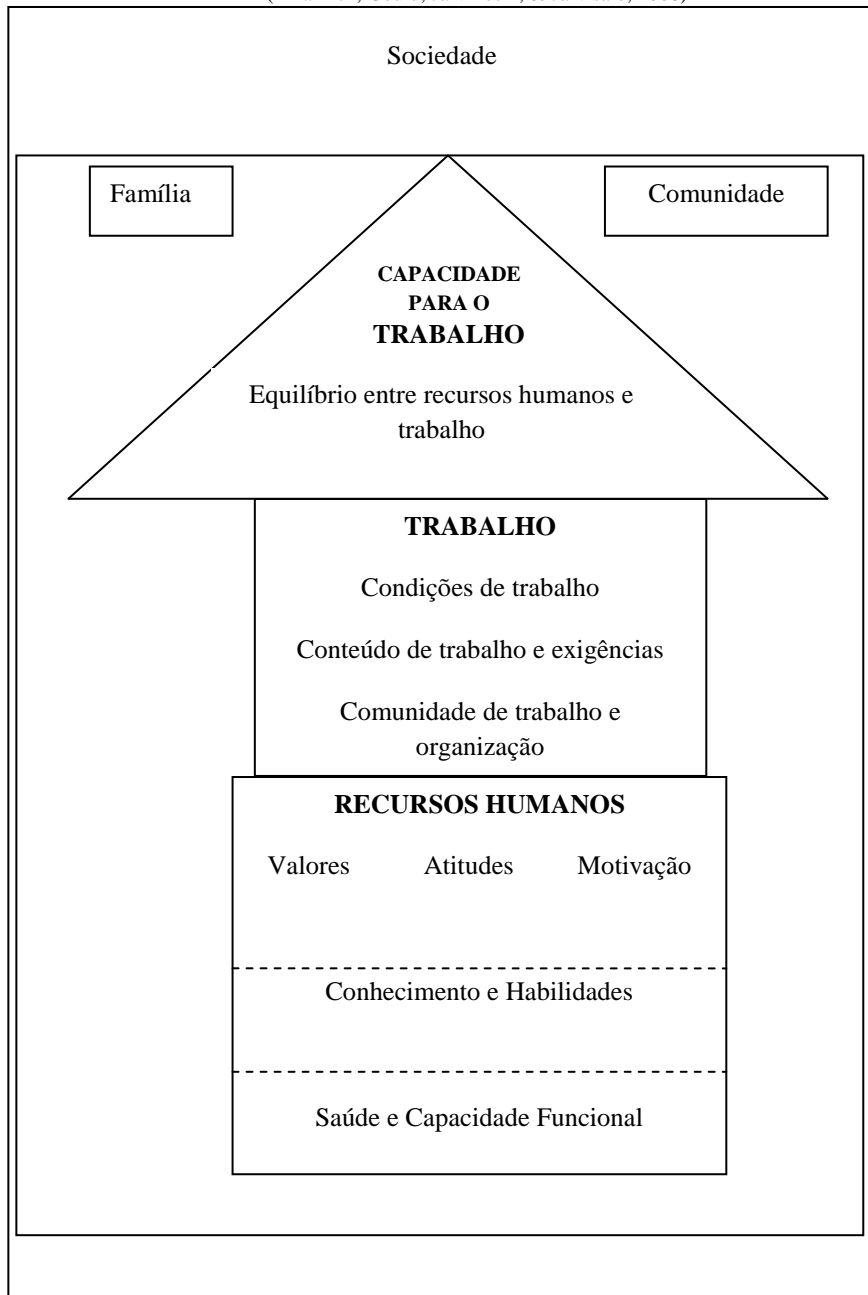 Sociedade
Família
Comunidade
CAPACIDADE
PARA O
TRABALHO
Equilíbrio entre recursos humanos e
trabalho
TRABALHO
Condições de trabalho
Conteúdo de trabalho e exigências
Comunidade de trabalho e
organização
RECURSOS HUMANOS
Valores Atitudes Motivação
Conhecimento e Habilidades
Saúde e Capacidade Funcional